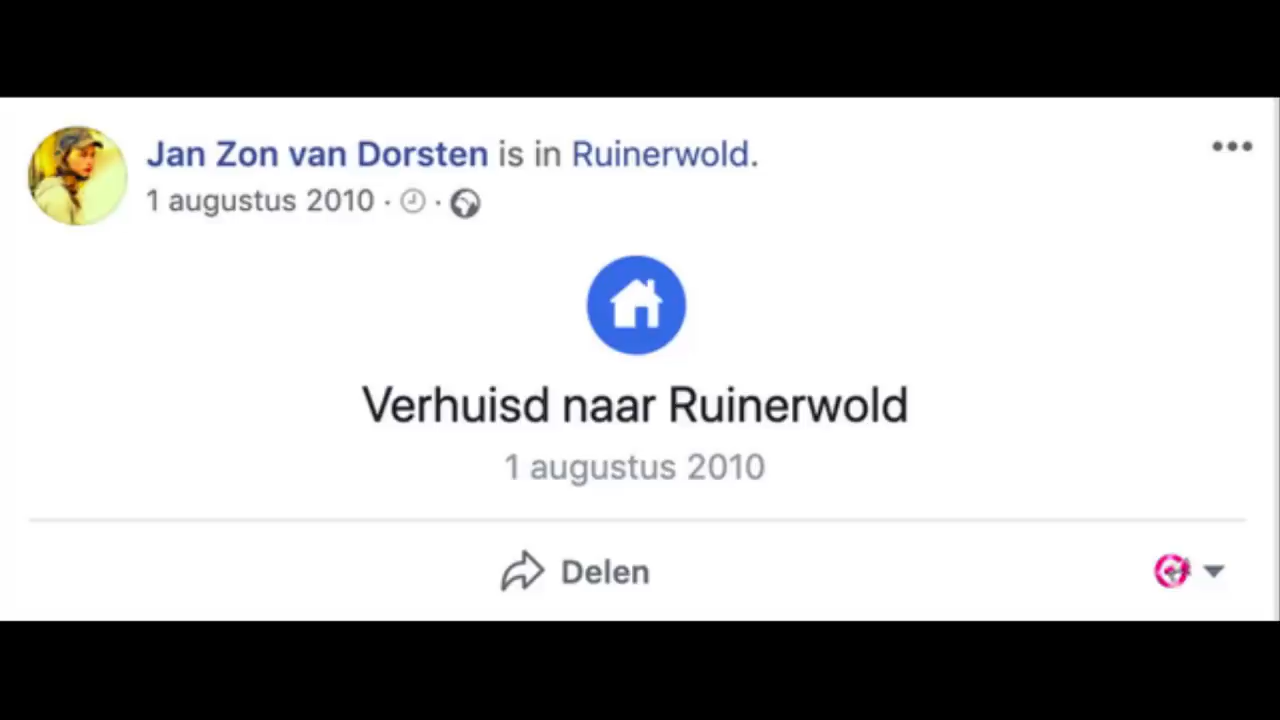 Jan Zon van Dorsten is in Ruinerwold.
1 augustus 2010 · ·
Verhuisd naar Ruinerwold
1 augustus 2010
Delen